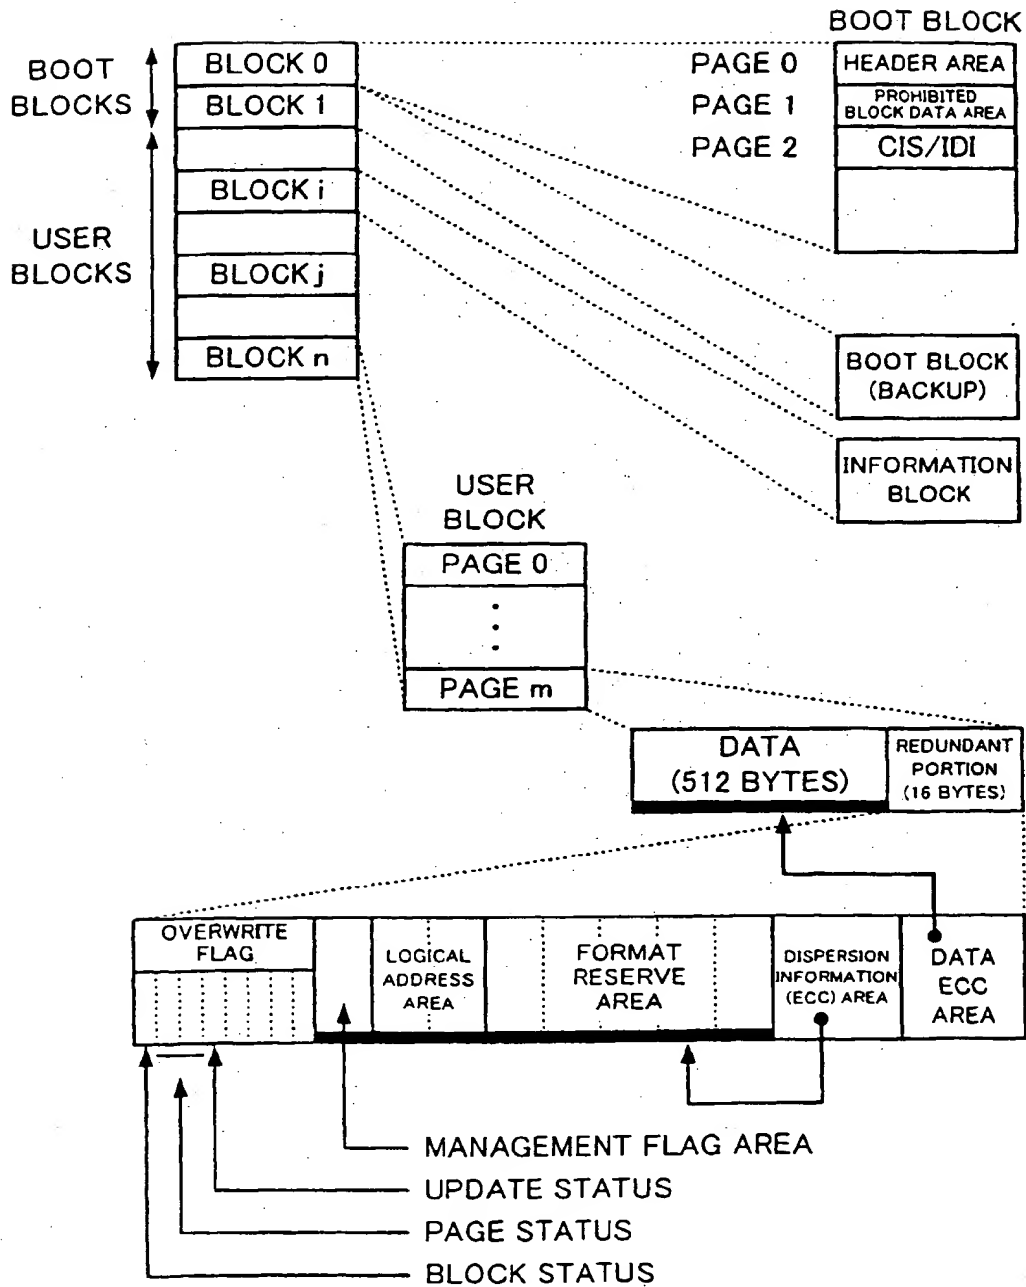 BOOT BLOCK
BOOT
BLOCKS
BLOCK 0
BLOCK 1
PAGE 0
HEADER AREA
PAGE 1
PROHIBITED
BLOCK DATA AREA
PAGE 2
CIS/IDI
USER
BLOCKS
BLOCK i
BLOCK j
BLOCK n
BOOT BLOCK
(BACKUP)
INFORMATION
BLOCK
USER
BLOCK
PAGE 0
PAGE m
DATA
(512 BYTES)
REDUNDANT
PORTION
(16 BYTES)
OVERWRITE
FLAG
LOGICAL
ADDRESS
AREA
FORMAT
RESERVE
AREA
DISPERSION
INFORMATION
(ECC) AREA
DATA
ECC
AREA
MANAGEMENT FLAG AREA
UPDATE STATUS
PAGE STATUS
BLOCK STATUS